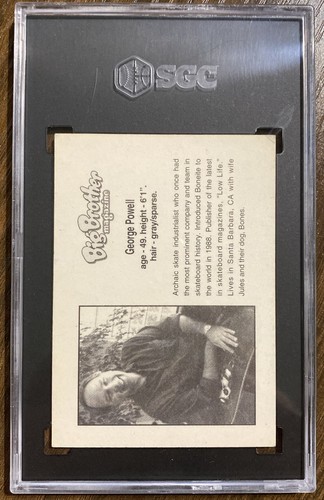 SGC
Big Brother
magazine
George Powell
age - 49. height - 6'1".
hair - gray/sparse.
Archaic skate industrialist who once had
the most prominent company and team in
skateboard history. Introduced Boneite to
the world in 1988. Publisher of the latest
in skateboard magazines, "Low Life."
Lives in Santa Barbara, CA with wife
Jules and their dog, Bones.